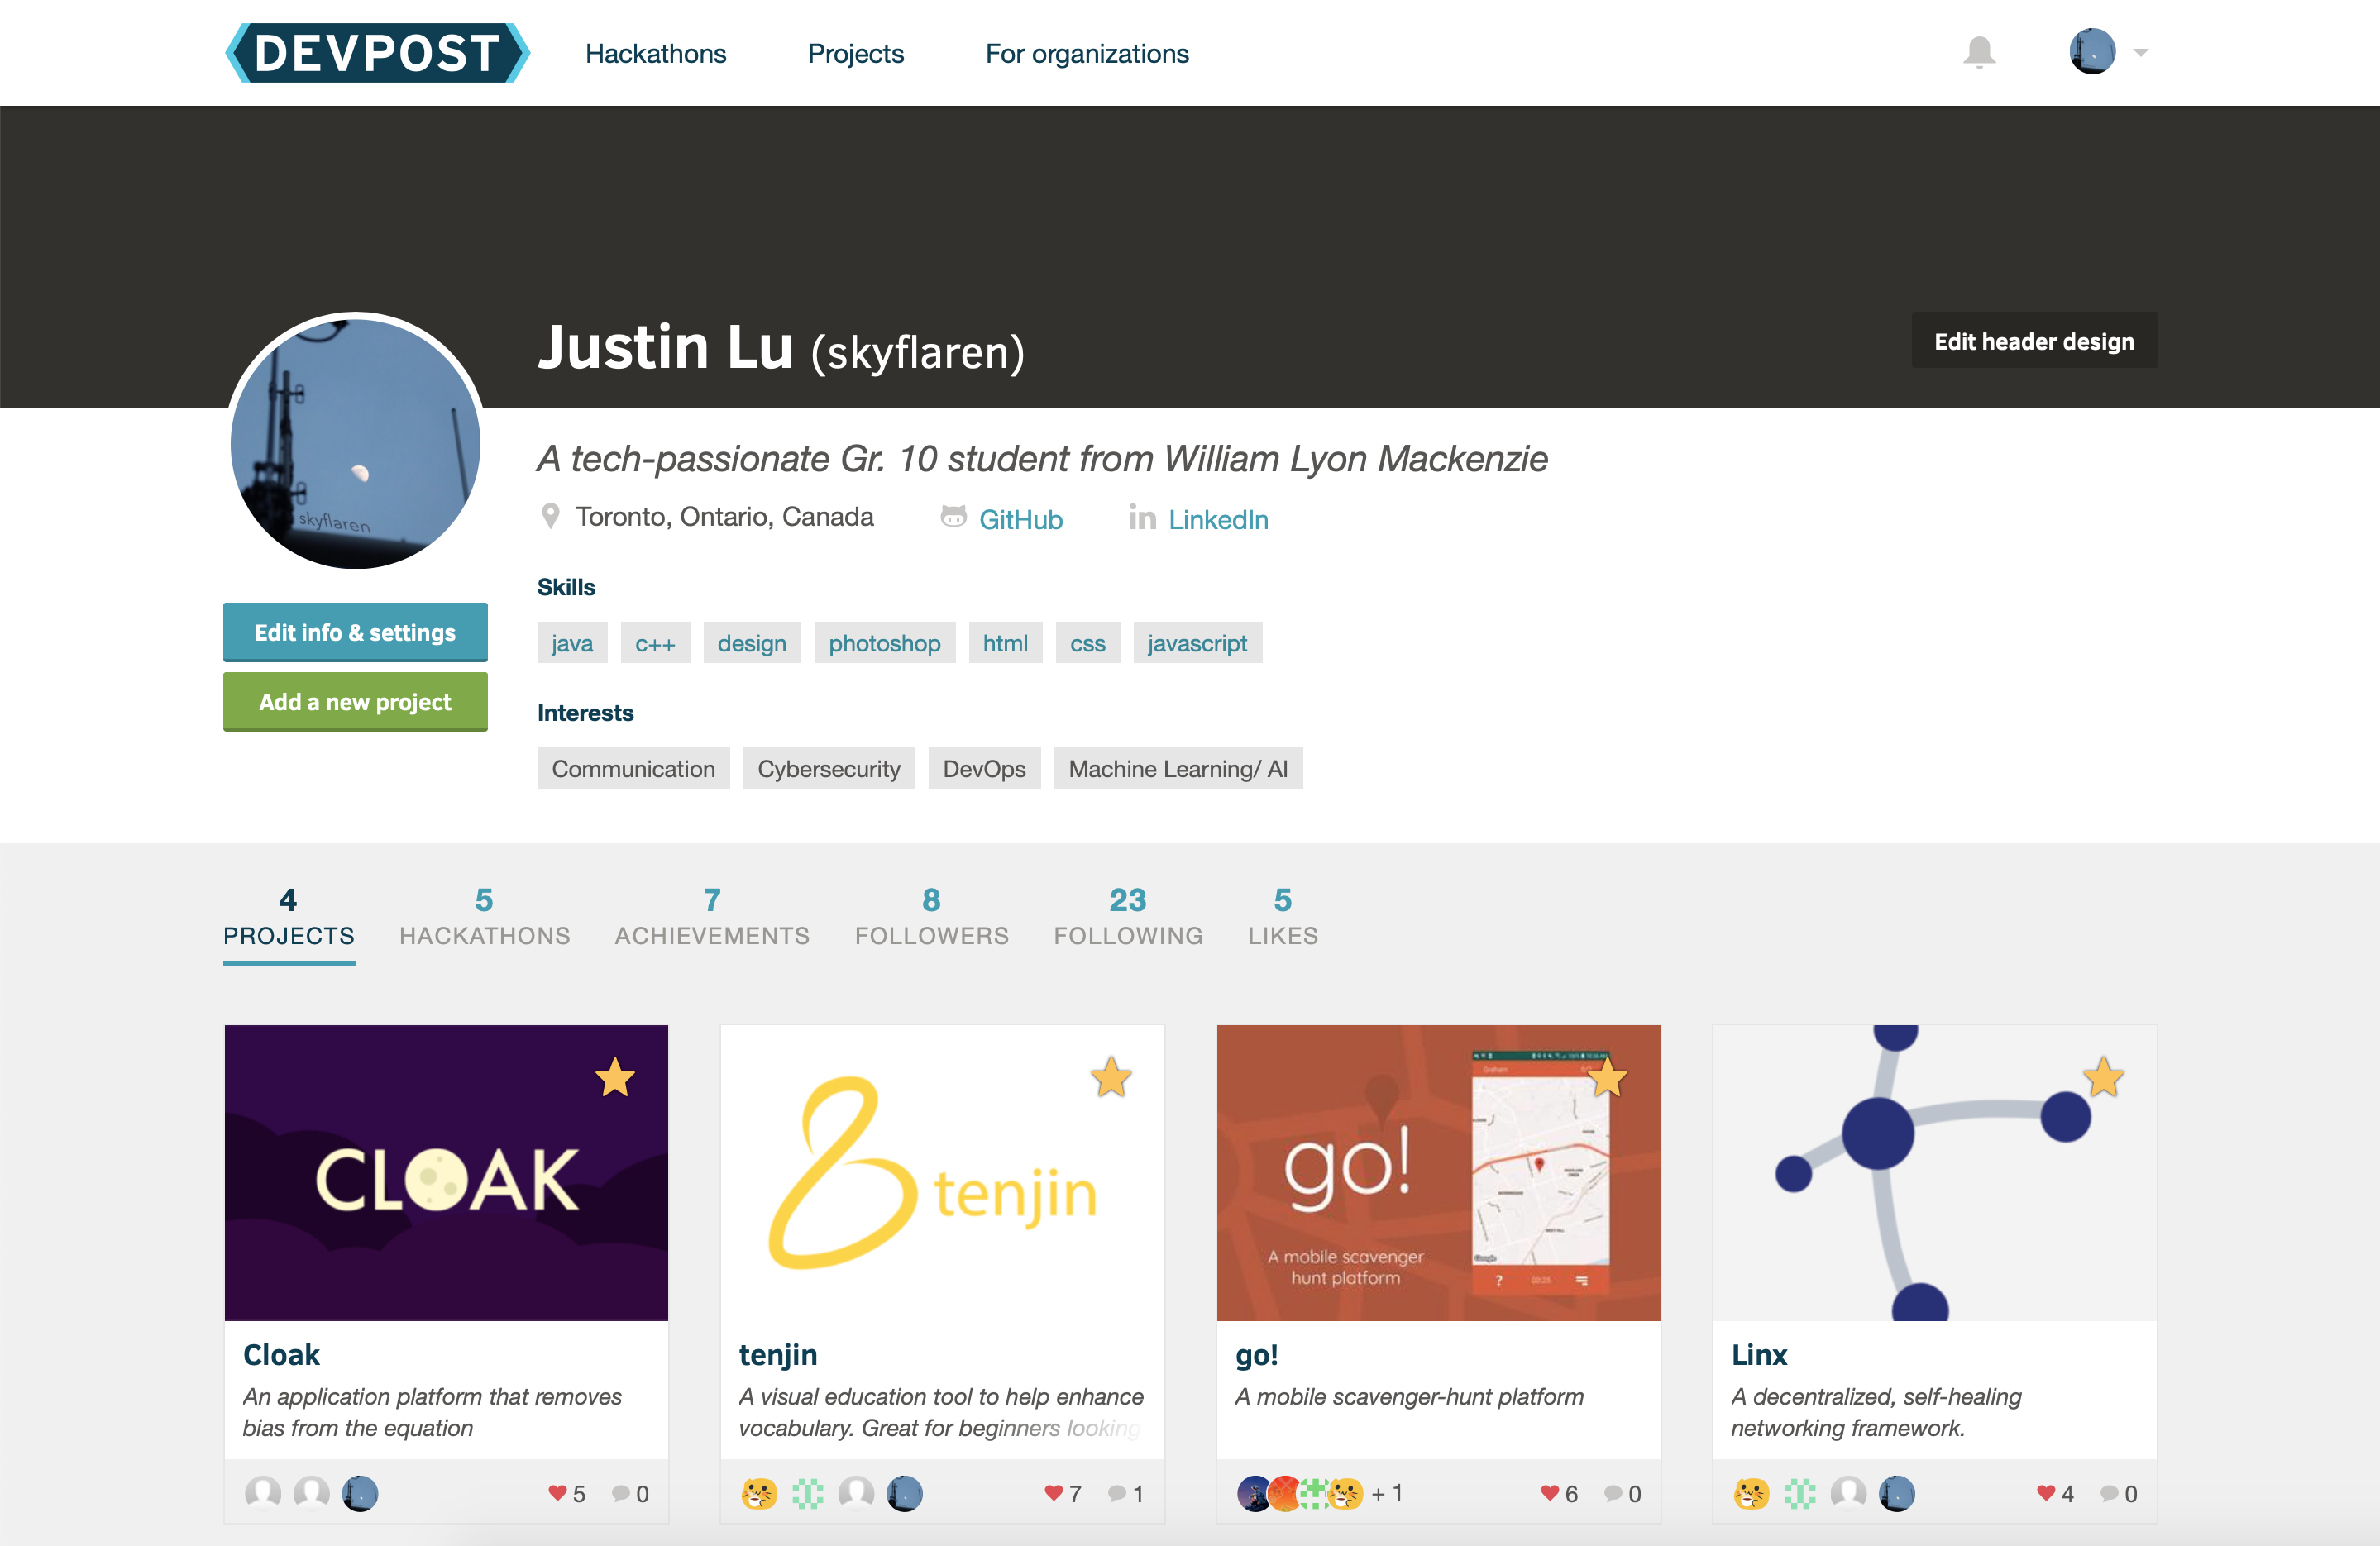 DEVPOST
Hackathons
Projects
For organizations
Justin Lu (skyflaren)
Edit header design
skyflaren
A tech-passionate Gr. 10 student from William Lyon Mackenzie
Toronto, Ontario, Canada
GitHub
in LinkedIn
Edit info & settings
Add a new project
Skills
java
c++
design
photoshop
html
css
javascript
Interests
Communication
Cybersecurity
DevOps
Machine Learning/ AI
4
PROJECTS
5
HACKATHONS
7
ACHIEVEMENTS
8
FOLLOWERS
23
FOLLOWING
5
LIKES
CLOAK
Cloak
An application platform that removes
bias from the equation
5
0
tenjin
tenjin
A visual education tool to help enhance
vocabulary. Great for beginners looking
7
1
go!
A mobile scavenger
hunt platform
Graham
Google
?
00:25
go!
A mobile scavenger-hunt platform
+ 1
6
0
Linx
A decentralized, self-healing
networking framework.
4
0